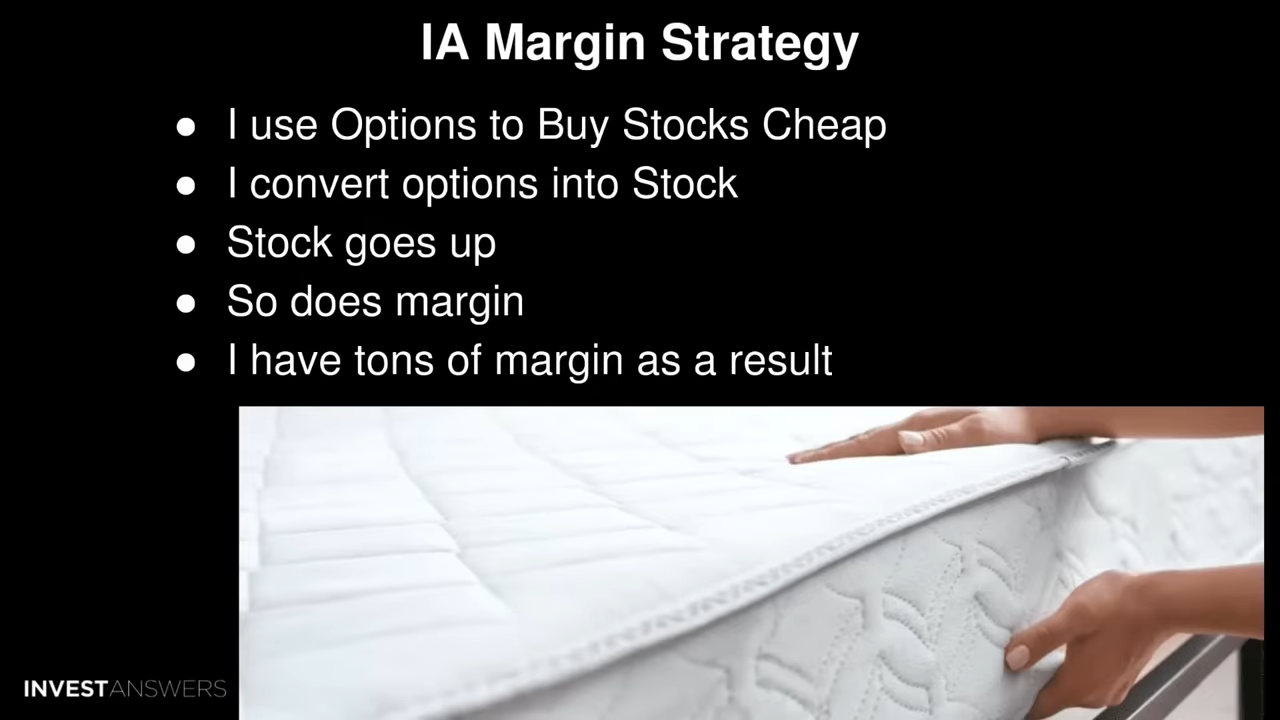 IA Margin Strategy
● I use Options to Buy Stocks Cheap
● I convert options into Stock
● Stock goes up
● So does margin
● I have tons of margin as a result
INVESTANSWERS